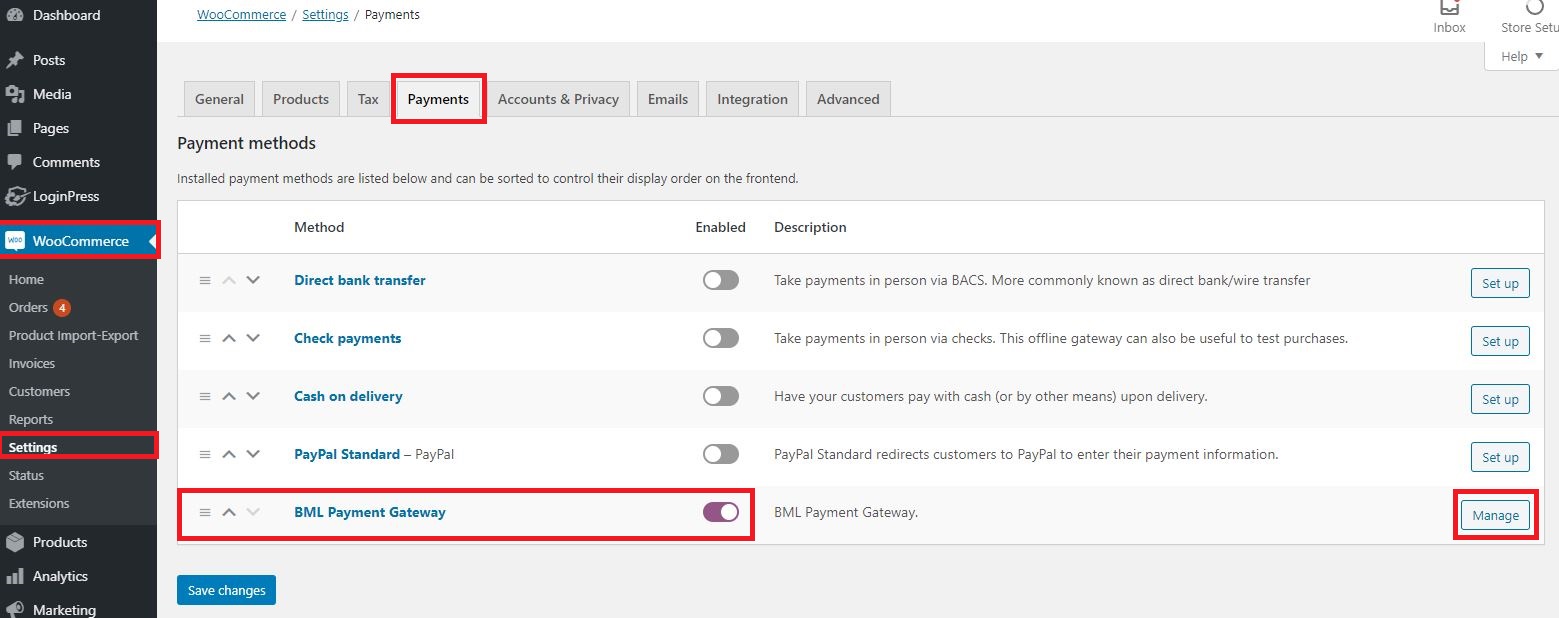 Dashboard
Posts
Media
Pages
Comments
LoginPress
WOO WooCommerce
Home
Orders 4
Product Import-Export
Invoices
Customers
Reports
Settings
Status
Extensions
Products
Analytics
Marketing
WooCommerce / Settings / Payments
Inbox
Store Setu
Help
General Products Tax Payments Accounts & Privacy Emails Integration Advanced
Payment methods
Installed payment methods are listed below and can be sorted to control their display order on the frontend.
Method Enabled Description
Direct bank transfer Take payments in person via BACS. More commonly known as direct bank/wire transfer Set up
Check payments Take payments in person via checks. This offline gateway can also be useful to test purchases. Set up
Cash on delivery Have your customers pay with cash (or by other means) upon delivery. Set up
PayPal Standard – PayPal PayPal Standard redirects customers to PayPal to enter their payment information. Set up
BML Payment Gateway BML Payment Gateway. Manage
Save changes